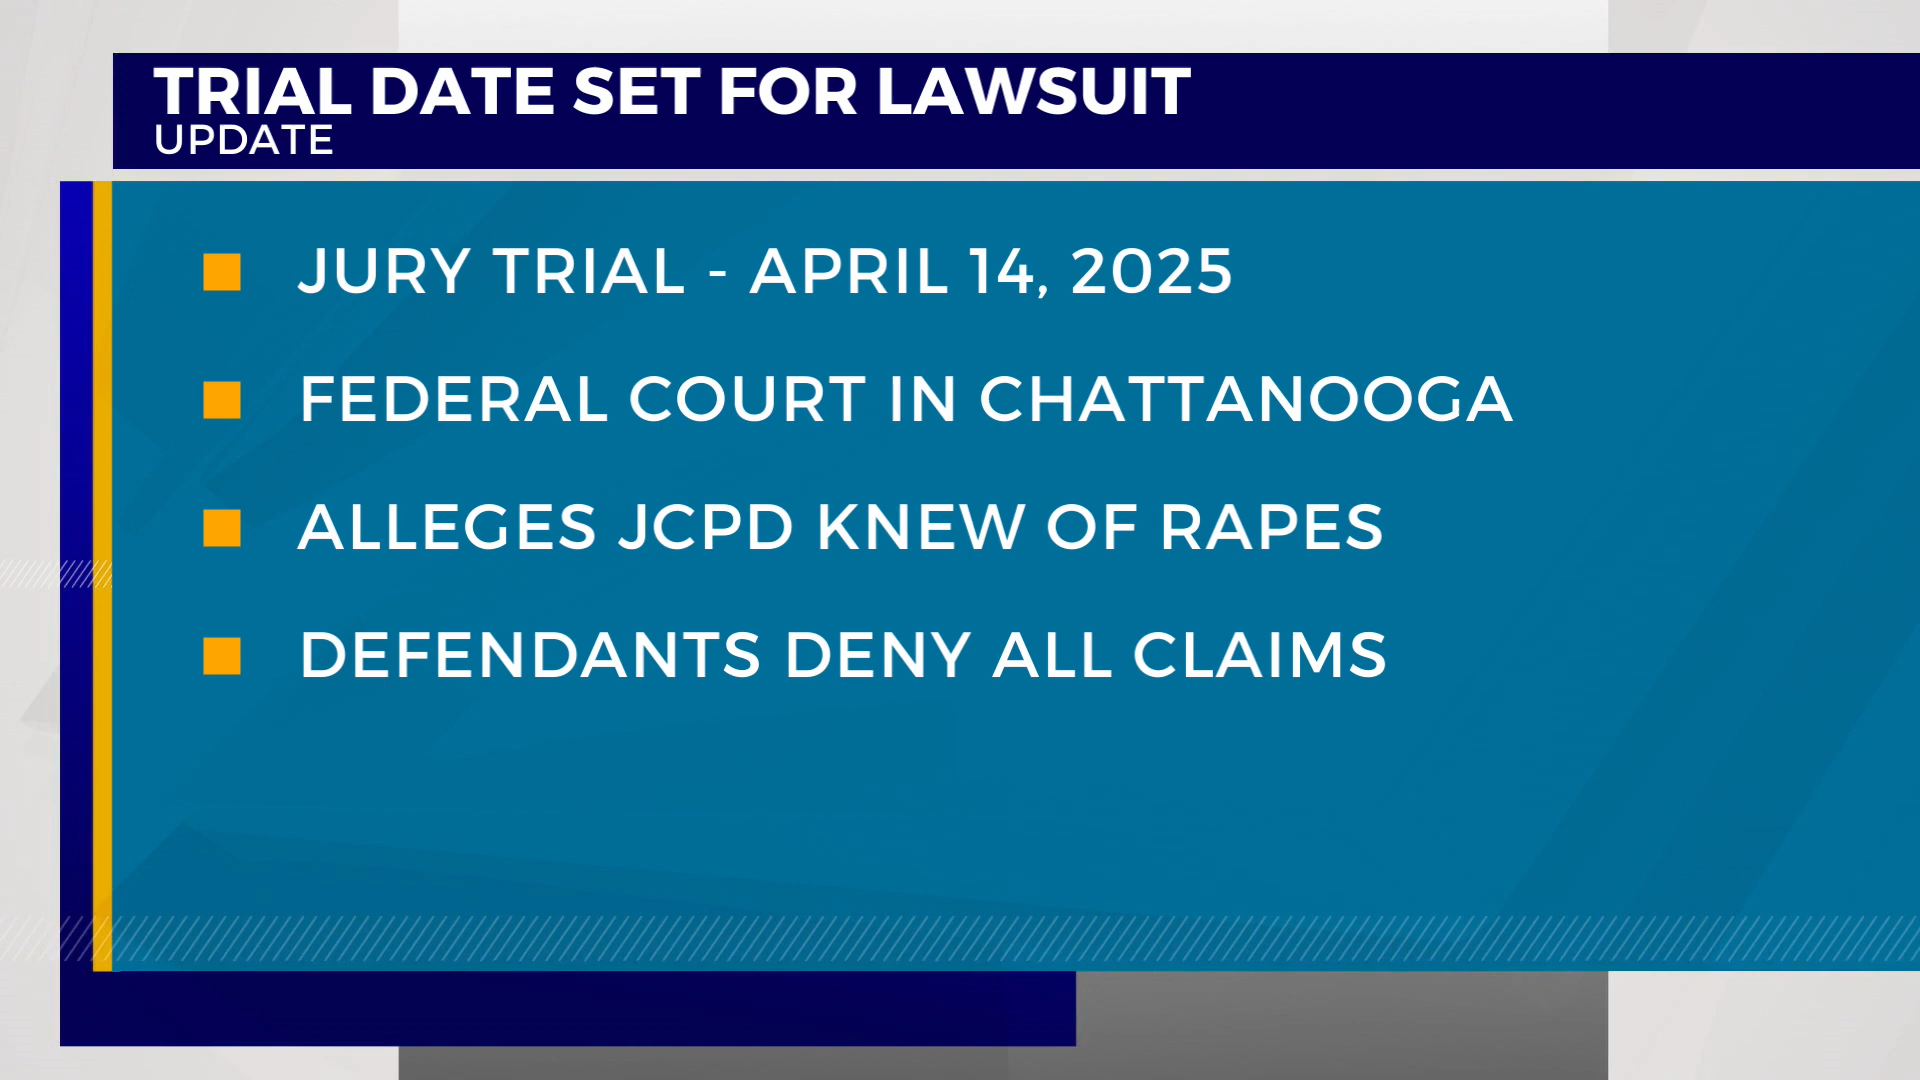 TRIAL DATE SET FOR LAWSUIT
UPDATE
JURY TRIAL - APRIL 14, 2025
FEDERAL COURT IN CHATTANOOGA
ALLEGES JCPD KNEW OF RAPES
DEFENDANTS DENY ALL CLAIMS